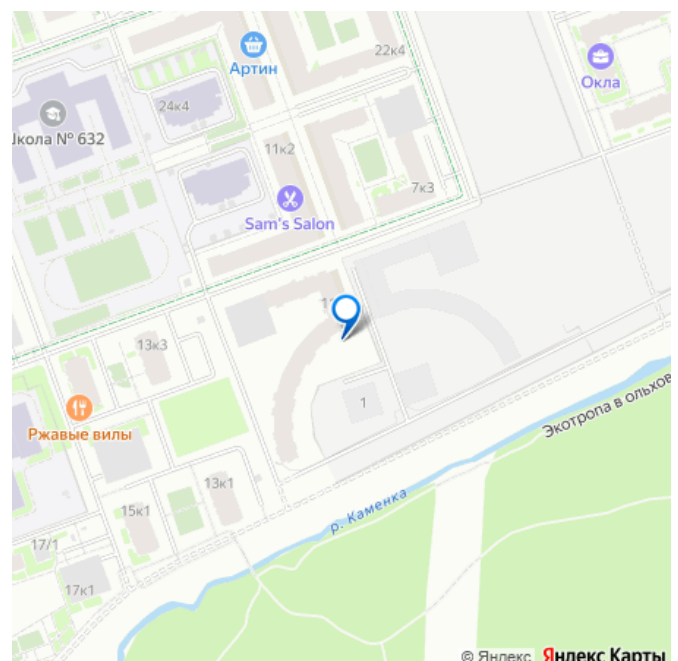 22к4
Артин
Окла
24к4
Школа № 632
11к2
7к3
Sam's Salon
13к3
1
Ржавые вилы
Экотропа в ольхов
13к1
15к1
р. Каменка
17/1
17к1
© Яндекс Яндекс Карты